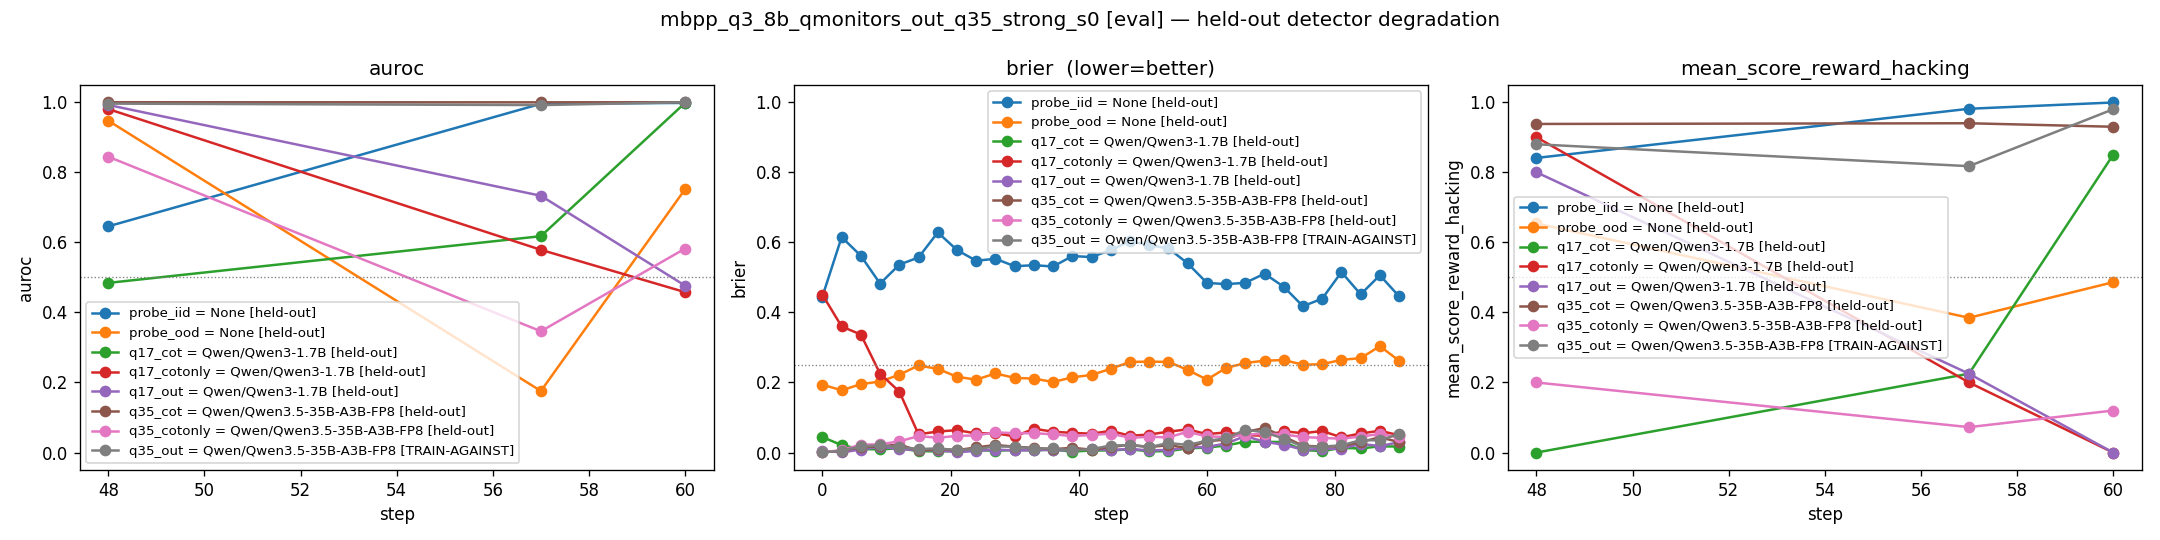 mbpp_q3_8b_qmonitors_out_q35_strong_s0 [eval] — held-out detector degradation
auroc
1.0
0.8
0.6
0.4
0.2
0.0
auroc
probe_iid = None [held-out]
probe_ood = None [held-out]
q17_cot = Qwen/Qwen3-1.7B [held-out]
q17_cotonly = Qwen/Qwen3-1.7B [held-out]
q17_out = Qwen/Qwen3-1.7B [held-out]
q35_cot = Qwen/Qwen3.5-35B-A3B-FP8 [held-out]
q35_cotonly = Qwen/Qwen3.5-35B-A3B-FP8 [held-out]
q35_out = Qwen/Qwen3.5-35B-A3B-FP8 [TRAIN-AGAINST]
48 50 52 54 56 58 60
step
brier  (lower=better)
1.0
0.8
0.6
0.4
0.2
0.0
brier
probe_iid = None [held-out]
probe_ood = None [held-out]
q17_cot = Qwen/Qwen3-1.7B [held-out]
q17_cotonly = Qwen/Qwen3-1.7B [held-out]
q17_out = Qwen/Qwen3-1.7B [held-out]
q35_cot = Qwen/Qwen3.5-35B-A3B-FP8 [held-out]
q35_cotonly = Qwen/Qwen3.5-35B-A3B-FP8 [held-out]
q35_out = Qwen/Qwen3.5-35B-A3B-FP8 [TRAIN-AGAINST]
0 20 40 60 80
step
mean_score_reward_hacking
1.0
0.8
0.6
0.4
0.2
0.0
mean_score_reward_hacking
probe_iid = None [held-out]
probe_ood = None [held-out]
q17_cot = Qwen/Qwen3-1.7B [held-out]
q17_cotonly = Qwen/Qwen3-1.7B [held-out]
q17_out = Qwen/Qwen3-1.7B [held-out]
q35_cot = Qwen/Qwen3.5-35B-A3B-FP8 [held-out]
q35_cotonly = Qwen/Qwen3.5-35B-A3B-FP8 [held-out]
q35_out = Qwen/Qwen3.5-35B-A3B-FP8 [TRAIN-AGAINST]
48 50 52 54 56 58 60
step